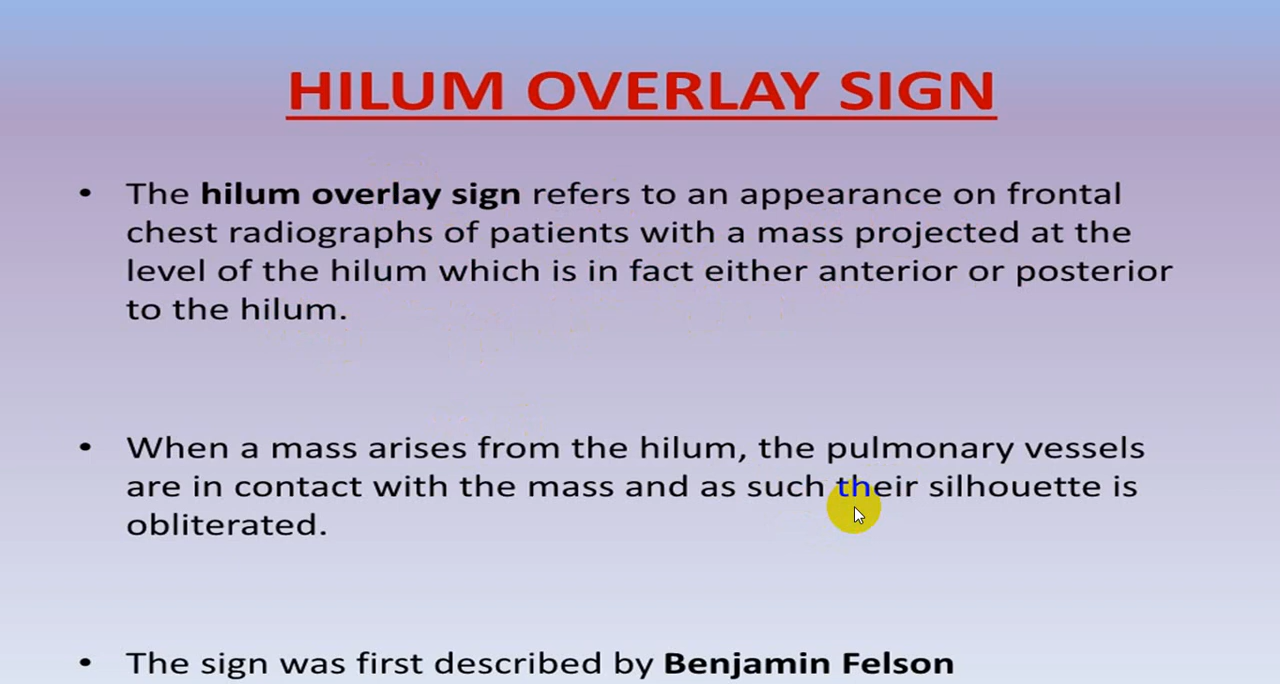 HILUM OVERLAY SIGN
• The hilum overlay sign refers to an appearance on frontal
chest radiographs of patients with a mass projected at the
level of the hilum which is in fact either anterior or posterior
to the hilum.
• When a mass arises from the hilum, the pulmonary vessels
are in contact with the mass and as such their silhouette is
obliterated.
• The sign was first described by Benjamin Felson